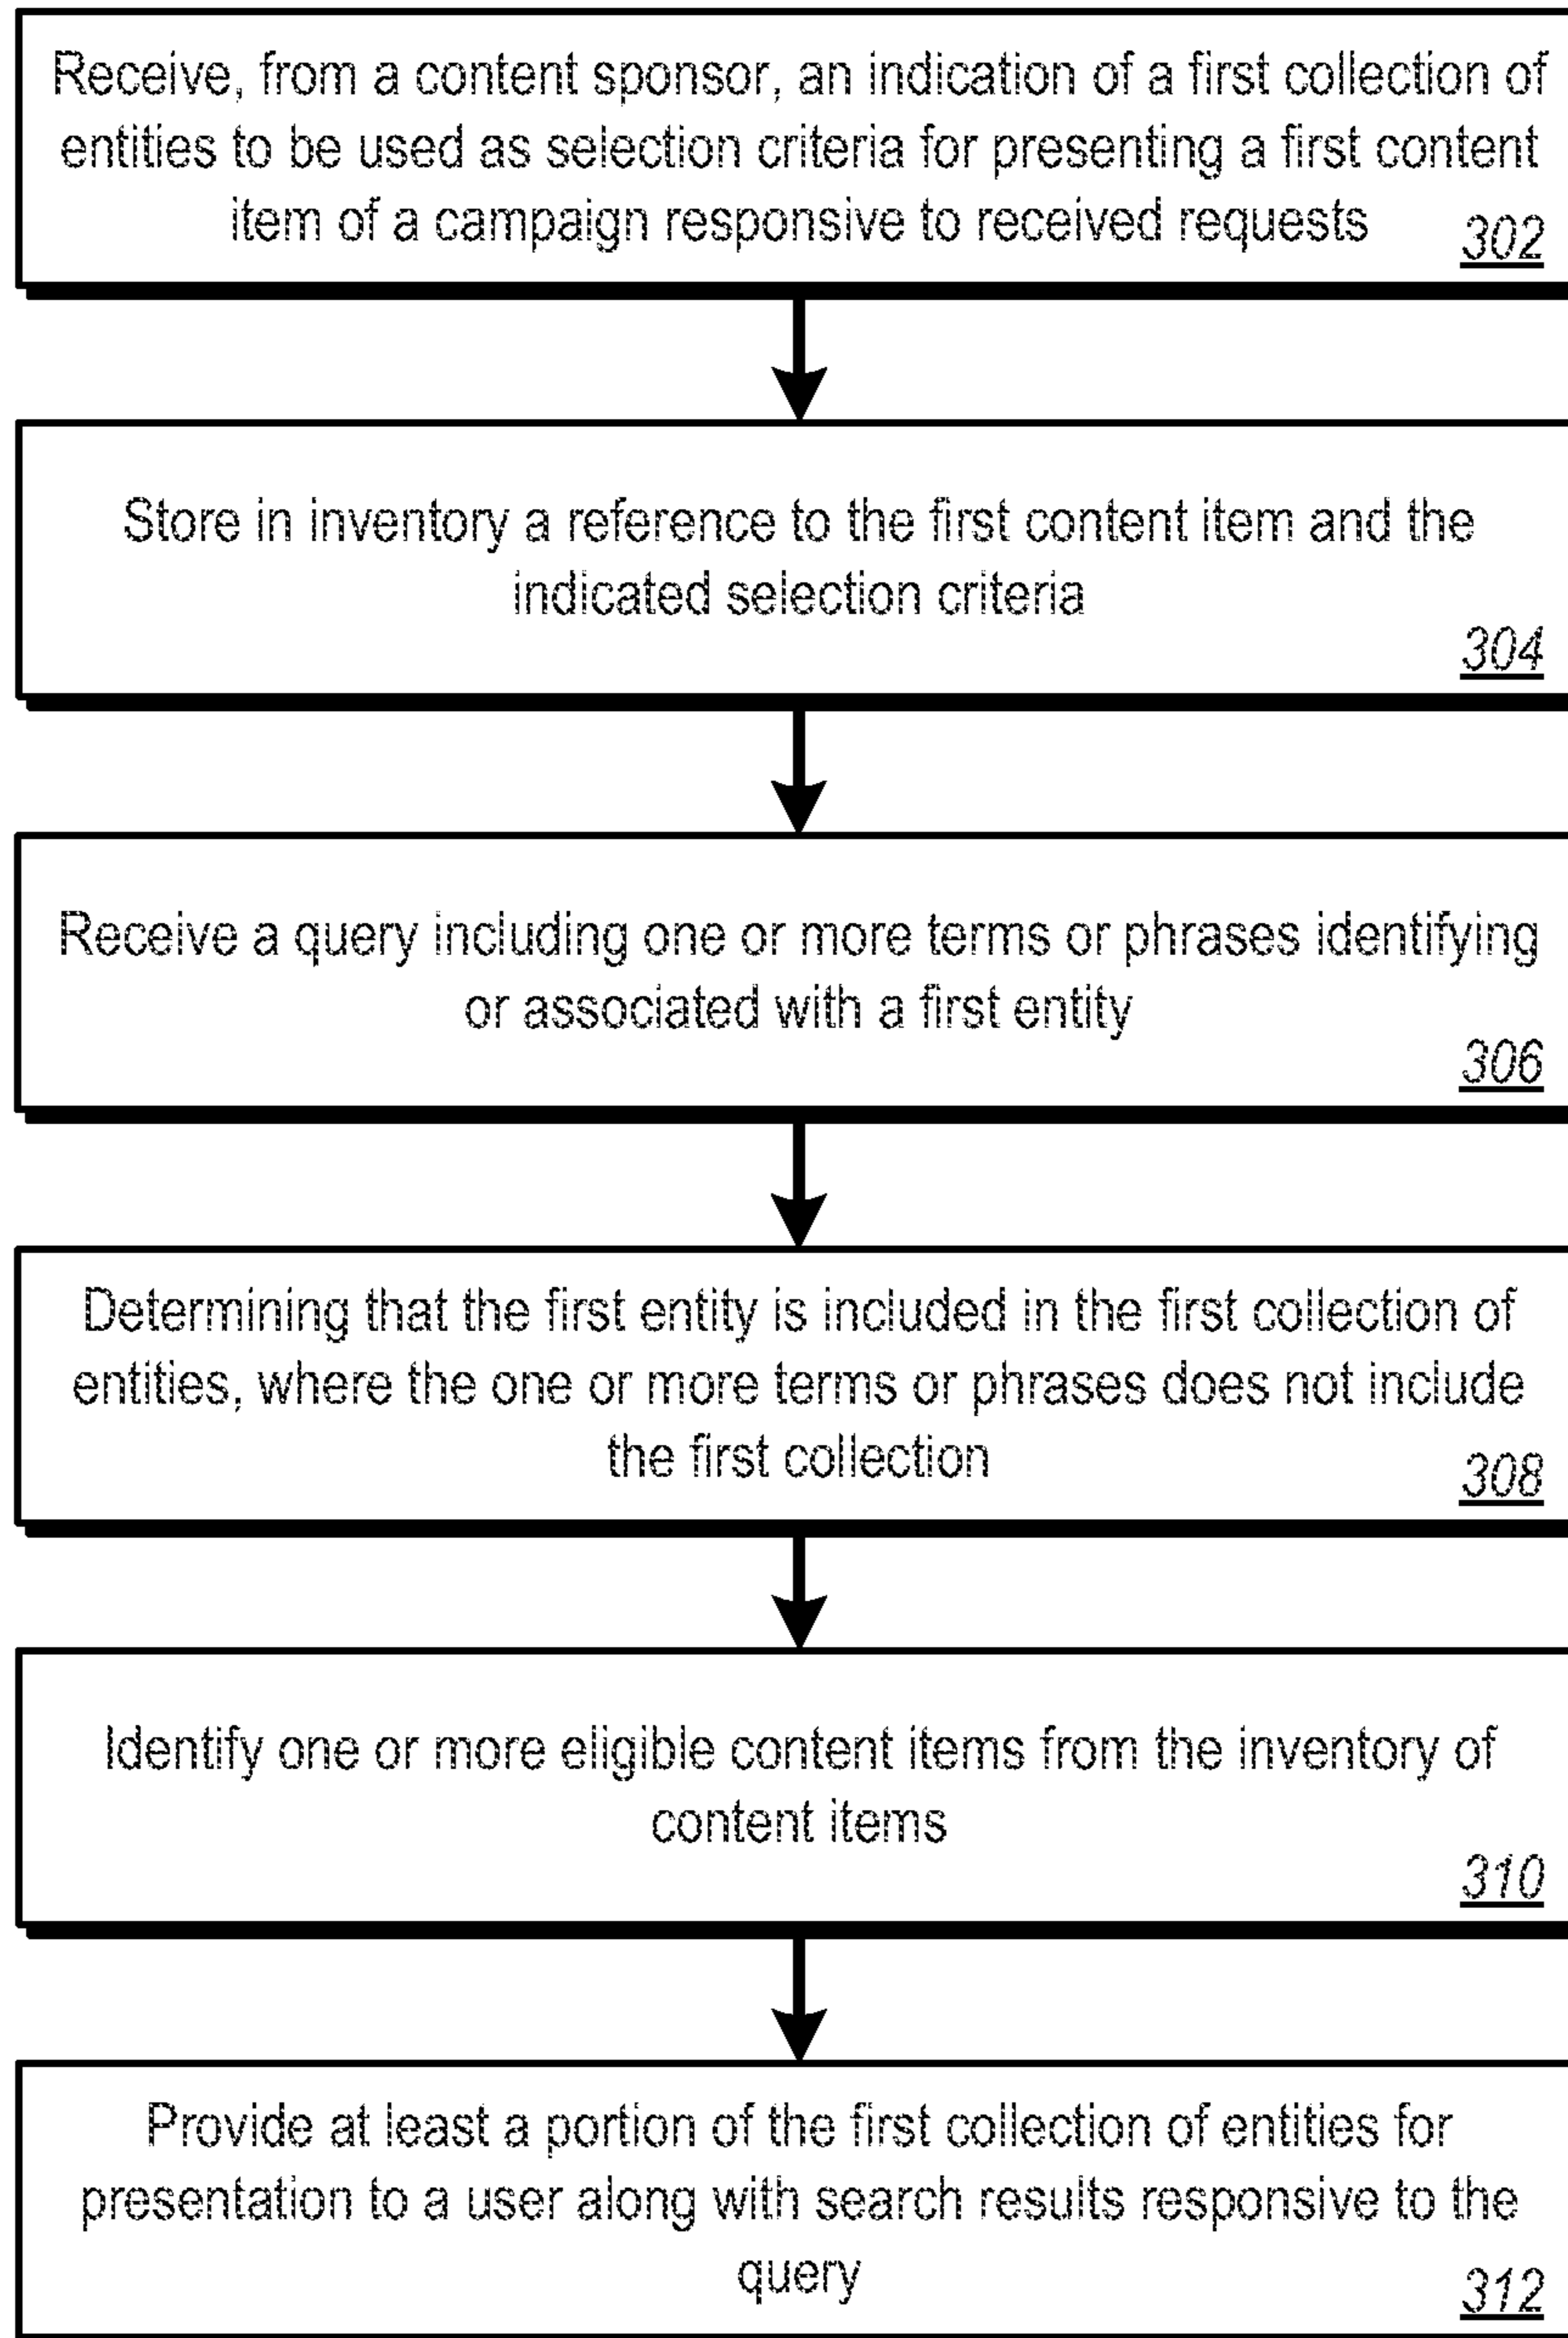 Receive, from a content sponsor, an indication of a first collection of
entities to be used as selection criteria for presenting a first content
item of a campaign responsive to received requests
302
Store in inventory a reference to the first content item and the
indicated selection criteria
304
Receive a query including one or more terms or phrases identifying
or associated with a first entity
306
Determining that the first entity is included in the first collection of
entities, where the one or more terms or phrases does not include
the first collection
308
Identify one or more eligible content items from the inventory of
content items
310
Provide at least a portion of the first collection of entities for
presentation to a user along with search results responsive to the
query
312